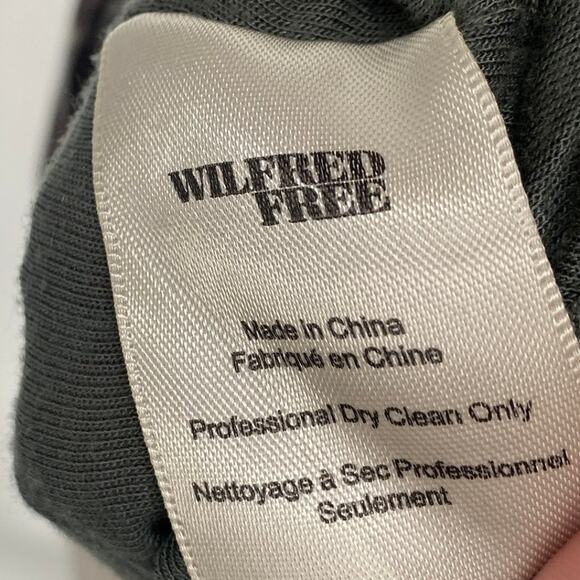 WILFRED
FREE
Made in China
Fabriqué en Chine
Professional Dry Clean Only
Nettoyage à Sec Professionnel
Seulement